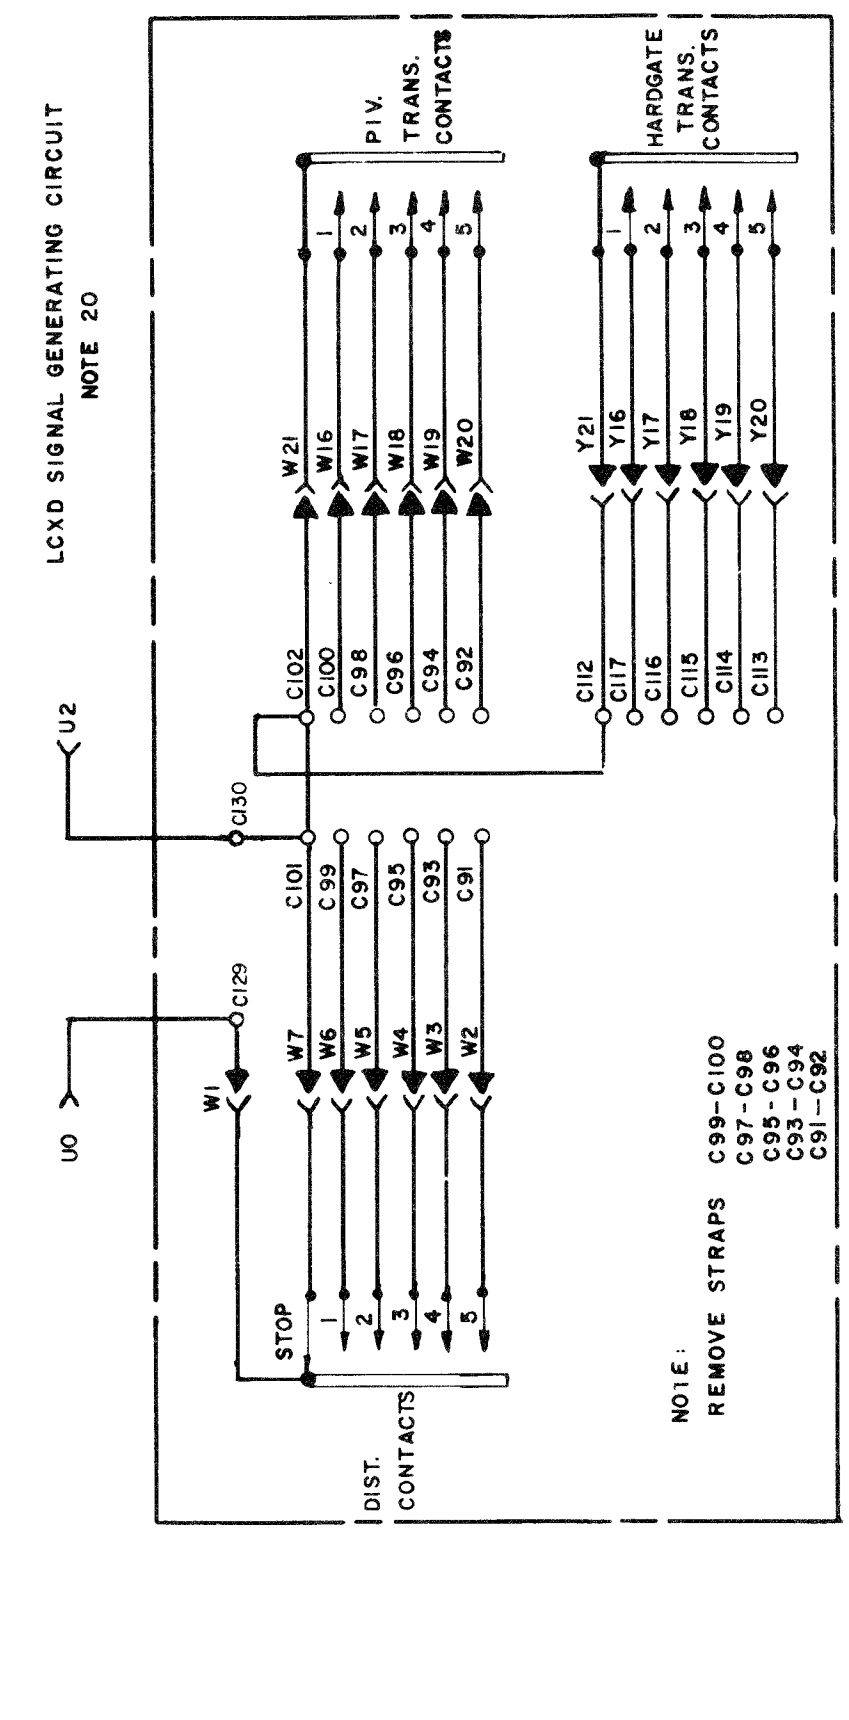 LCXD SIGNAL GENERATING CIRCUIT
NOTE 20
U0
U2
W1
C129
C130
STOP
W7
C101
C102
W21
1
W6
C99
C100
W16
1
2
W5
C97
C98
W17
2
3
W4
C95
C96
W18
3
4
W3
C93
C94
W19
4
5
W2
C91
C92
W20
5
DIST.
CONTACTS
PIV.
TRANS.
CONTACTS
C112
Y21
C117
Y16
1
C116
Y17
2
C115
Y18
3
C114
Y19
4
C113
Y20
5
HARDGATE
TRANS.
CONTACTS
NOTE:
REMOVE STRAPS C99-C100
C97-C98
C95-C96
C93-C94
C91-C92